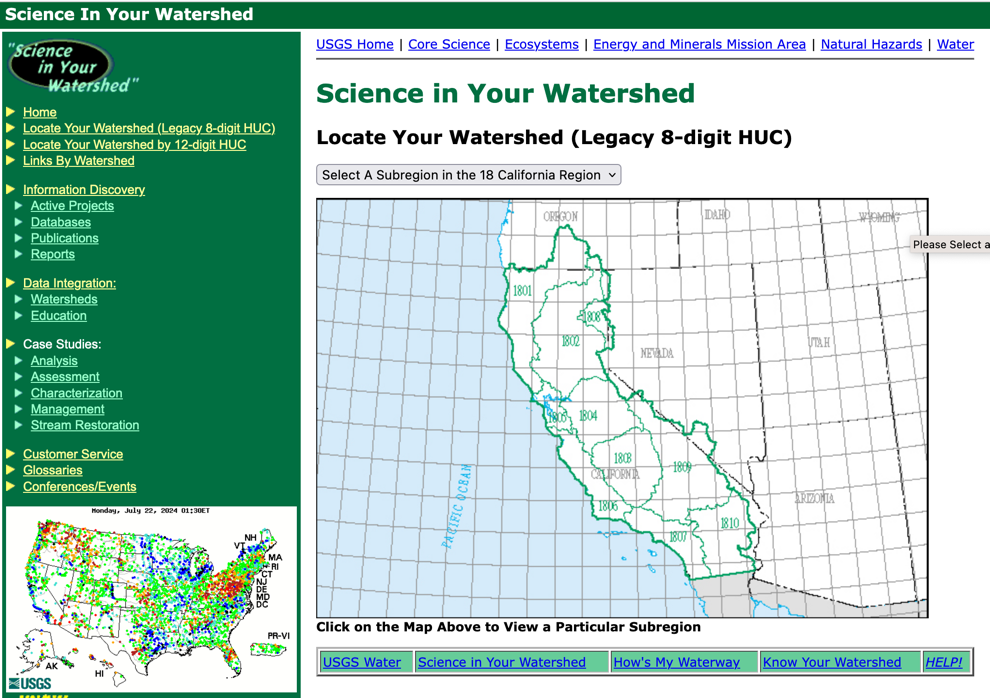 Science In Your Watershed
"Science
in Your
Watershed"
Home
Locate Your Watershed (Legacy 8-digit HUC)
Locate Your Watershed by 12-digit HUC
Links By Watershed
Information Discovery
Active Projects
Databases
Publications
Reports
Data Integration:
Watersheds
Education
Case Studies:
Analysis
Assessment
Characterization
Management
Stream Restoration
Customer Service
Glossaries
Conferences/Events
Monday, July 22, 2024 01:30ET
NH
VT
MA
RI
CT
NJ
DE
MD
DC
PR-VI
AK
HI
USGS
USGS Home | Core Science | Ecosystems | Energy and Minerals Mission Area | Natural Hazards | Water
Science in Your Watershed
Locate Your Watershed (Legacy 8-digit HUC)
Select A Subregion in the 18 California Region
OREGON
IDAHO
WYOMING
Please Select a
1801
1808
1802
NEVADA
UTAH
1805
1804
1803
1809
CALIFORNIA
PACIFIC OCEAN
1806
ARIZONA
1810
1807
Click on the Map Above to View a Particular Subregion
USGS Water
Science in Your Watershed
How's My Waterway
Know Your Watershed
HELP!